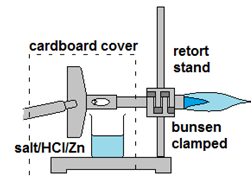 cardboard cover
retort
stand
salt/HCl/Zn
bunsen
clamped